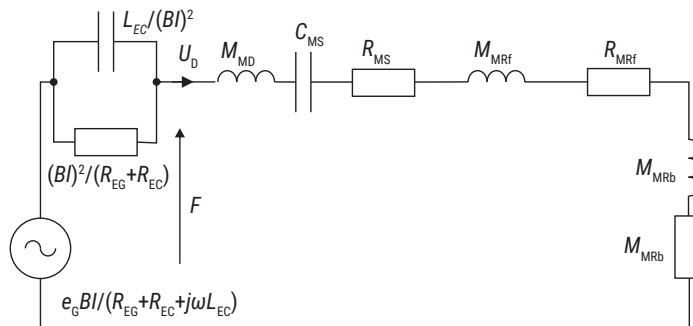 L_EC/(Bl)²
C_MS
U_D
M_MD
R_MS
M_MRf
R_MRf
(Bl)²/(R_EG+R_EC)
M_MRb
F
M_MRb
e_G Bl/(R_EG+R_EC+jωL_EC)